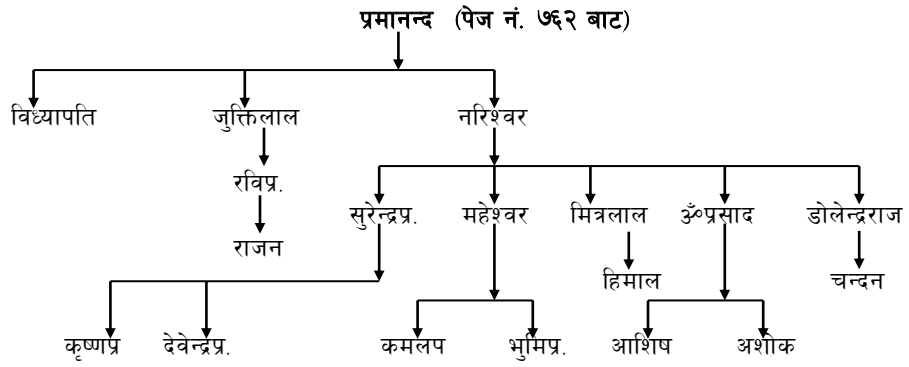 प्रमानन्द (पेज नं. ७६२ बाट)
विध्यापति जुक्तिलाल नरिश्वर
रविप्र.
सुरेन्द्रप्र. महेश्वर मित्रलाल ॐप्रसाद डोलेन्द्रराज
राजन
हिमाल चन्दन
कृष्णप्र देवेन्द्रप्र. कमलप भुमिप्र. आशिष अशोक